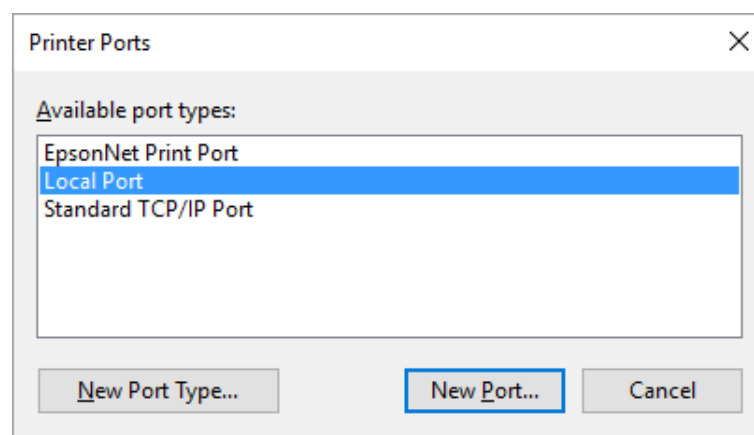 Printer Ports
Available port types:
EpsonNet Print Port
Local Port
Standard TCP/IP Port
New Port Type...
New Port...
Cancel